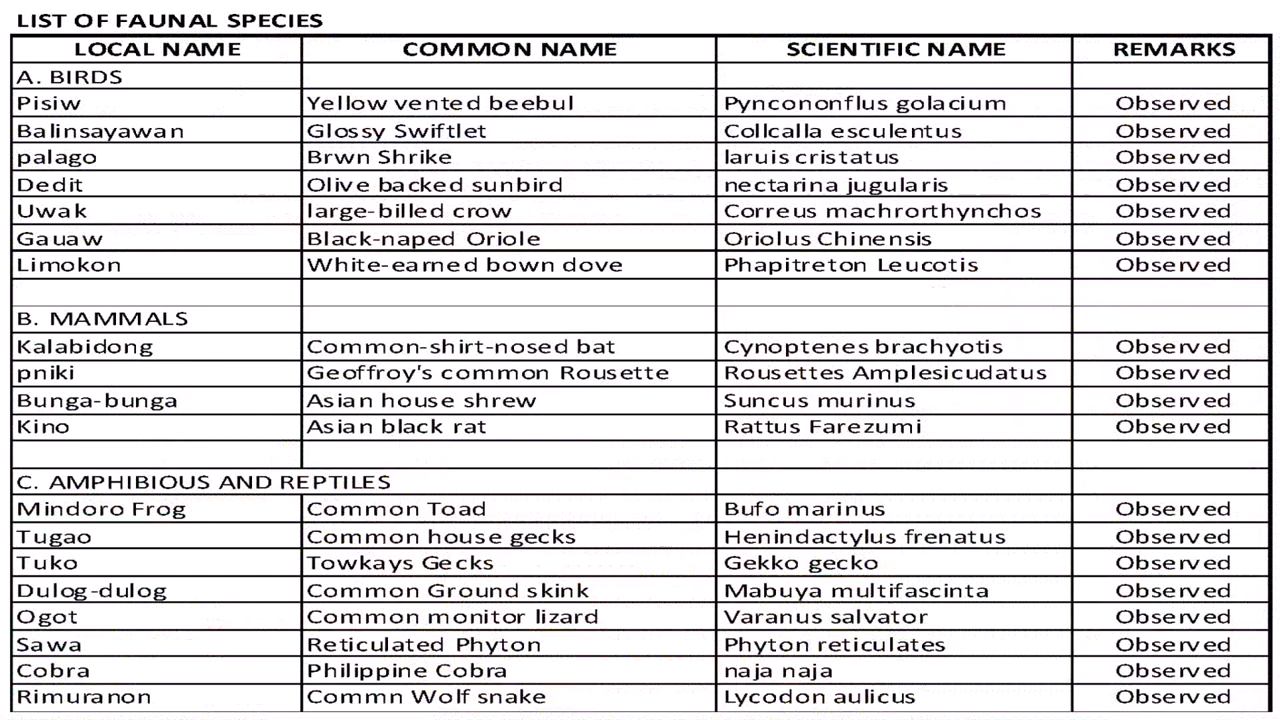 LIST OF FAUNAL SPECIES
LOCAL NAME COMMON NAME SCIENTIFIC NAME REMARKS
A. BIRDS
Pisiw Yellow vented beebul Pyncononflus golacium Observed
Balinsayawan Glossy Swiftlet Collcalla esculentus Observed
palago Brwn Shrike laruis cristatus Observed
Dedit Olive backed sunbird nectarina jugularis Observed
Uwak large-billed crow Correus machrorthynchos Observed
Gauaw Black-naped Oriole Oriolus Chinensis Observed
Limokon White-earned bown dove Phapitreton Leucotis Observed
B. MAMMALS
Kalabidong Common-shirt-nosed bat Cynoptenes brachyotis Observed
pniki Geoffroy's common Rousette Rousettes Amplesicudatus Observed
Bunga-bunga Asian house shrew Suncus murinus Observed
Kino Asian black rat Rattus Farezumi Observed
C. AMPHIBIOUS AND REPTILES
Mindoro Frog Common Toad Bufo marinus Observed
Tugao Common house gecks Henindactylus frenatus Observed
Tuko Towkays Gecks Gekko gecko Observed
Dulog-dulog Common Ground skink Mabuya multifascinta Observed
Ogot Common monitor lizard Varanus salvator Observed
Sawa Reticulated Phyton Phyton reticulates Observed
Cobra Philippine Cobra naja naja Observed
Rimuranon Commn Wolf snake Lycodon aulicus Observed